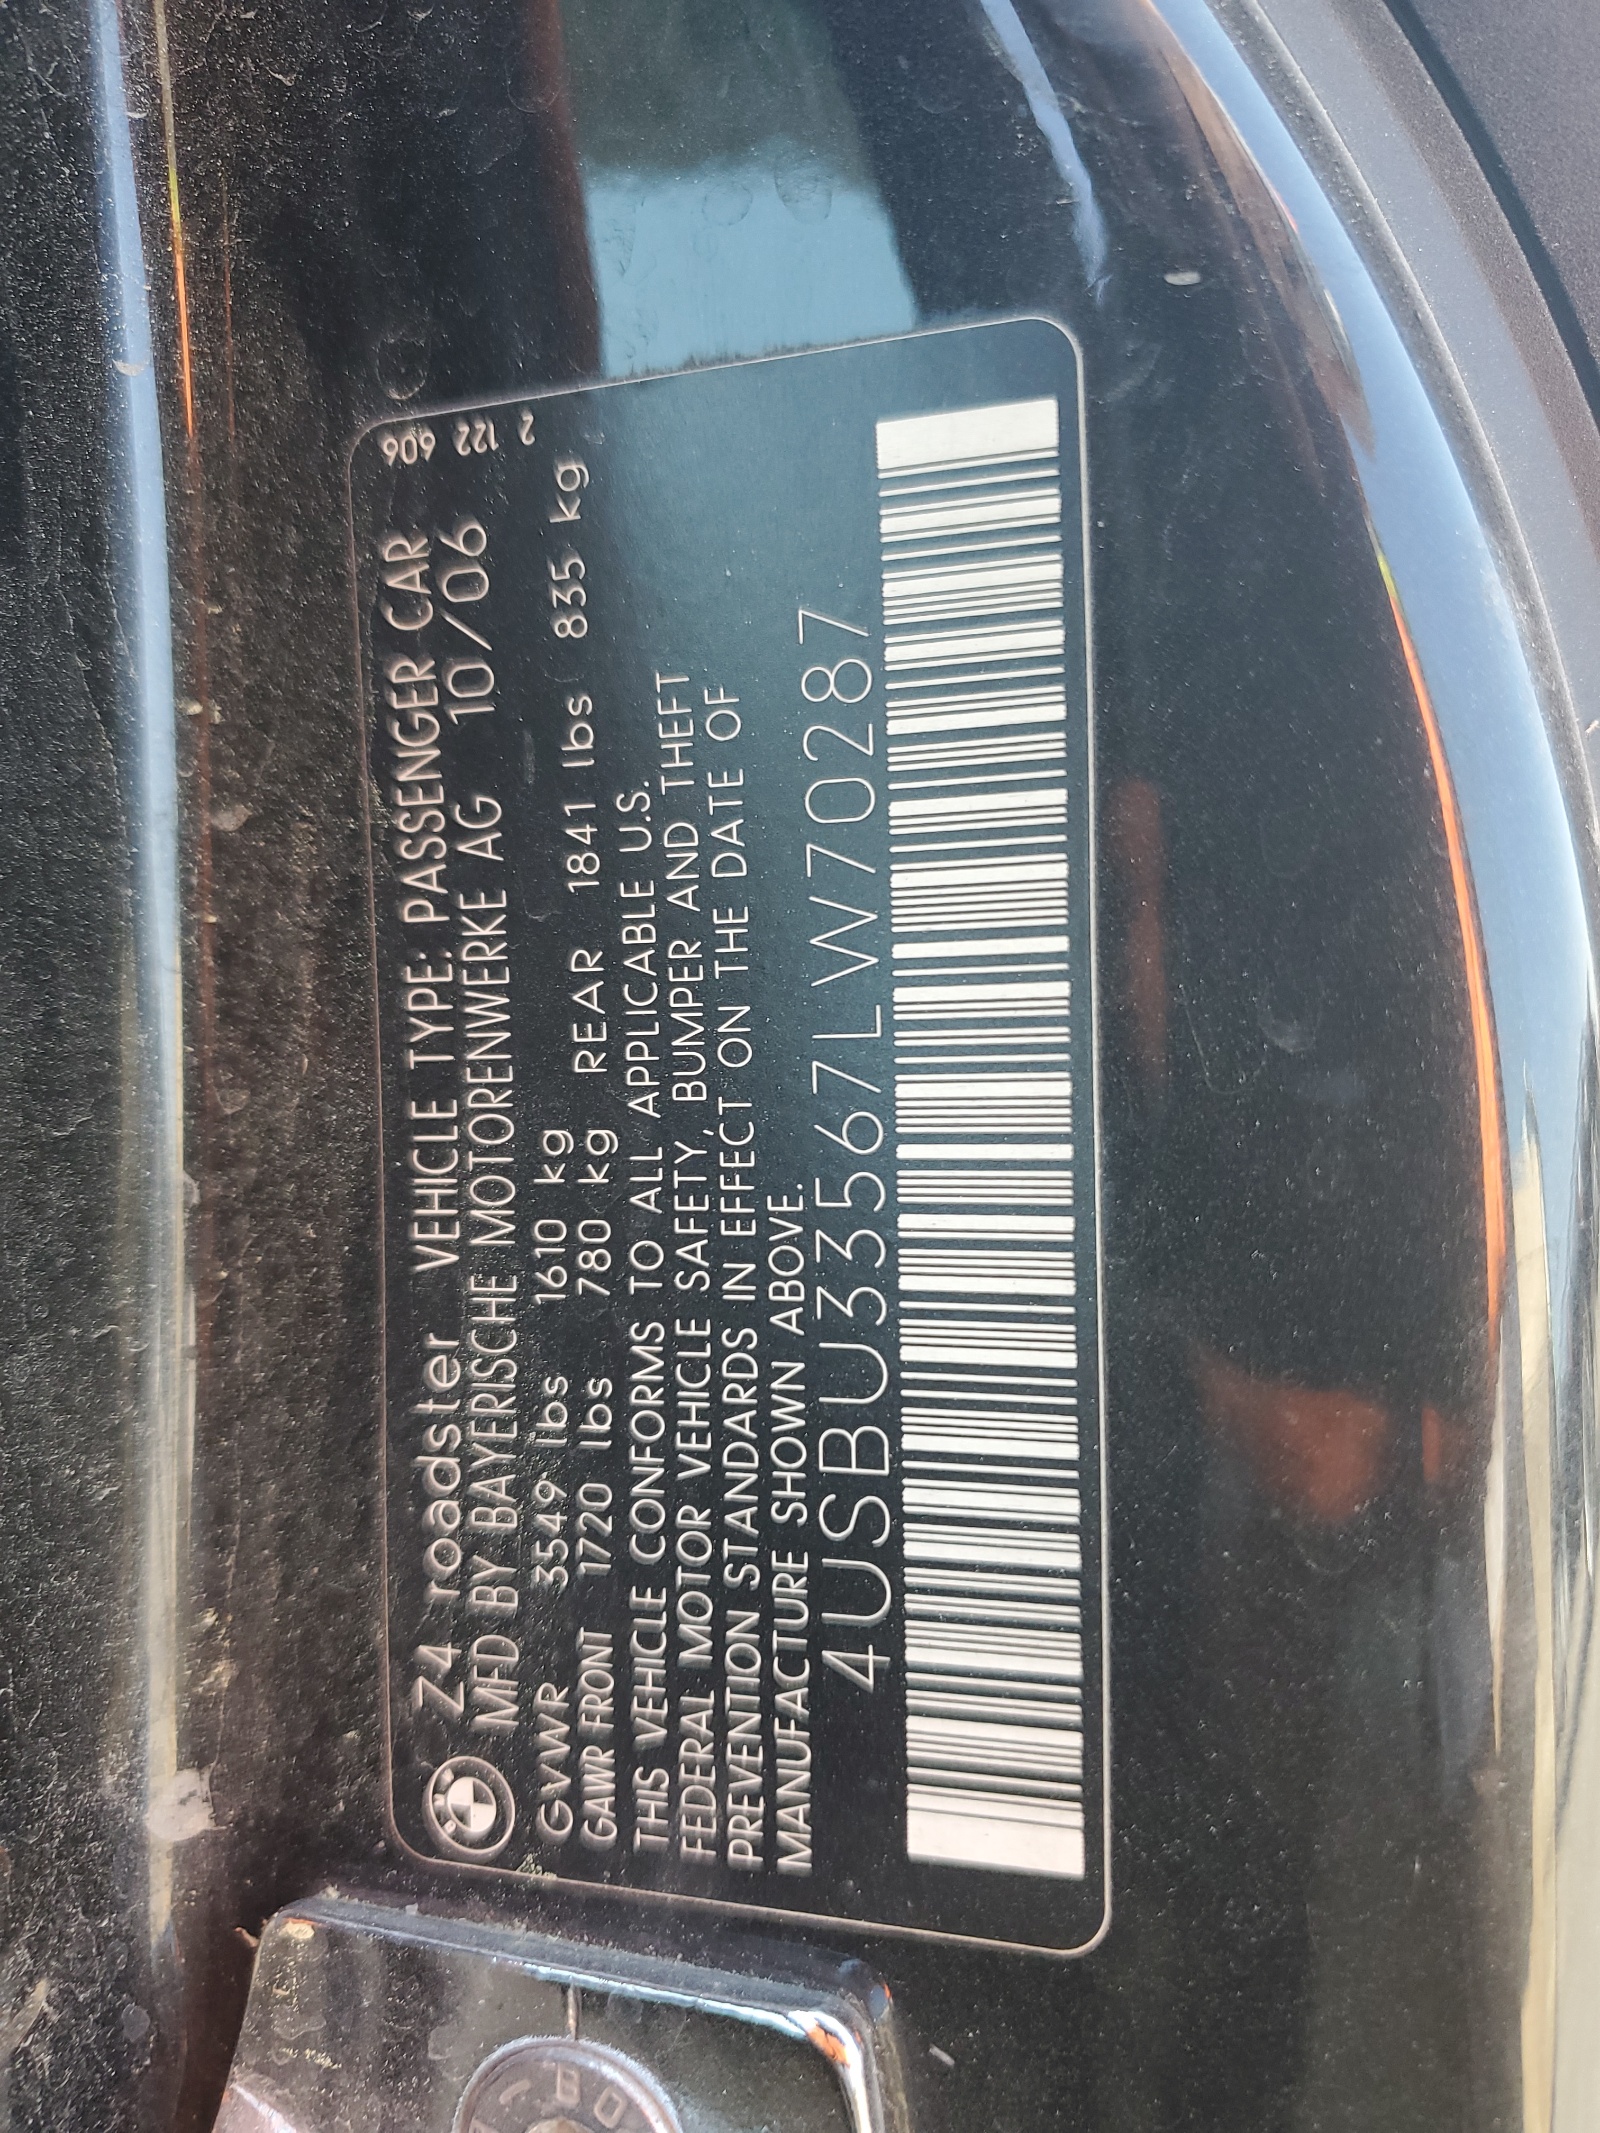 Z4 roadster VEHICLE TYPE: PASSENGER CAR
MFD BY BAYERISCHE MOTORENWERKE AG 10/06
GVWR 3549 lbs 1610 kg
GAWR FRONT 1720 lbs 780 kg REAR 1841 lbs 835 kg
THIS VEHICLE CONFORMS TO ALL APPLICABLE U.S.
FEDERAL MOTOR VEHICLE SAFETY, BUMPER AND THEFT
PREVENTION STANDARDS IN EFFECT ON THE DATE OF
MANUFACTURE SHOWN ABOVE.
4USBU33567LW70287
2 122 606